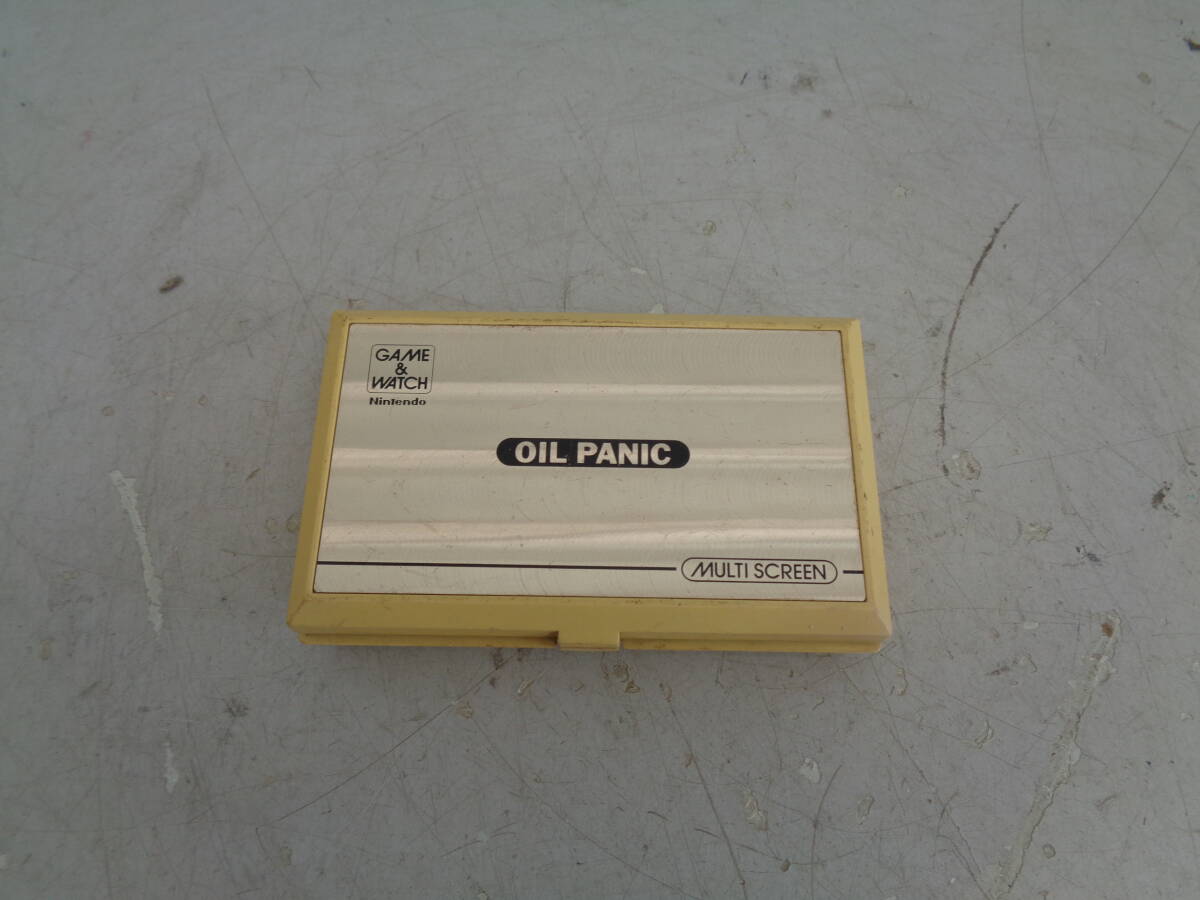 GAME
&
WATCH
Nintendo
OIL PANIC
MULTI SCREEN